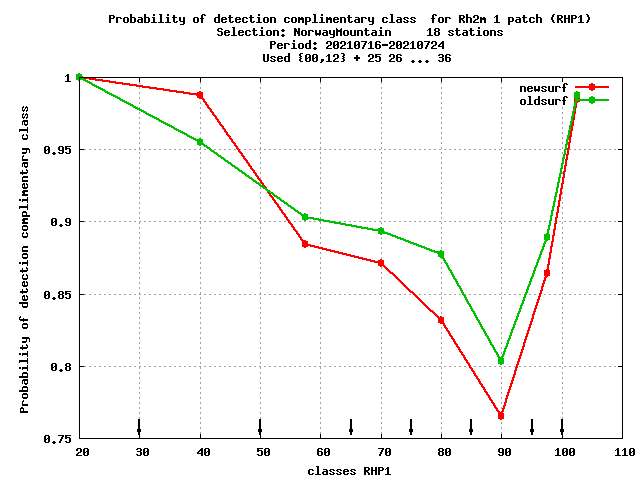 Probability of detection complimentary class  for Rh2m 1 patch (RHP1)
Selection: NorwayMountain     18 stations
Period: 20210716-20210724
Used {00,12} + 25 26 ... 36
newsurf
oldsurf
Probability of detection complimentary class
1
0.95
0.9
0.85
0.8
0.75
20 30 40 50 60 70 80 90 100 110
classes RHP1